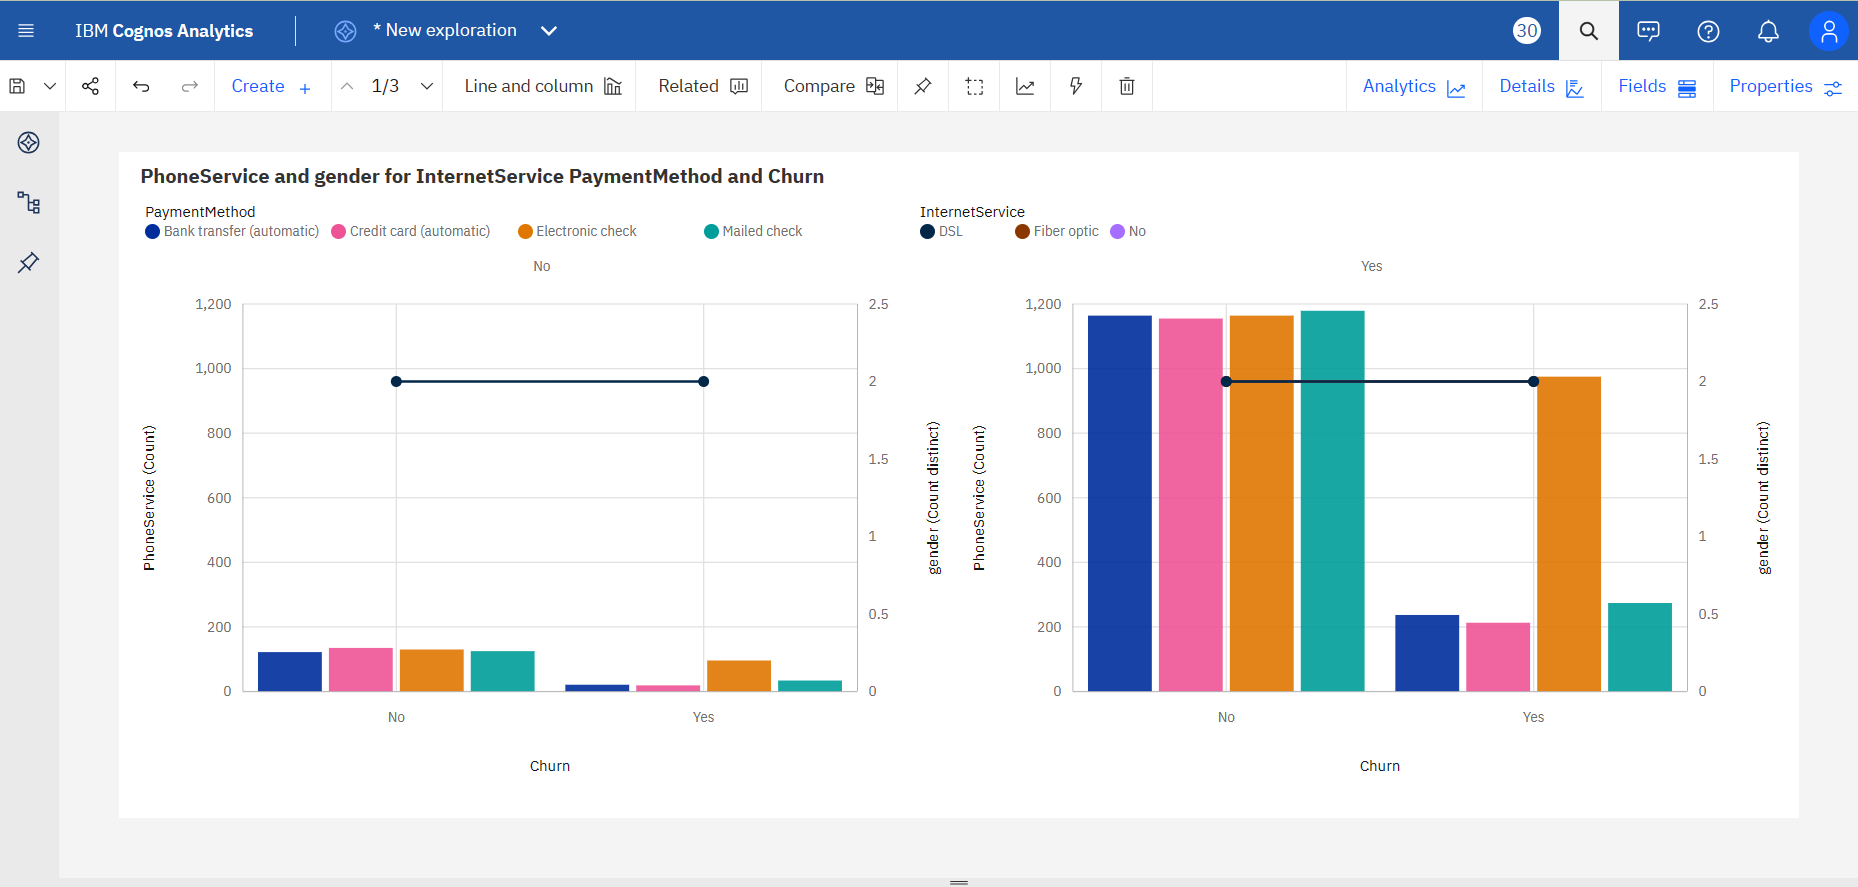 IBM Cognos Analytics
* New exploration
30
Create +
1/3
Line and column
Related
Compare
Analytics
Details
Fields
Properties
PhoneService and gender for InternetService PaymentMethod and Churn
PaymentMethod
Bank transfer (automatic) Credit card (automatic) Electronic check Mailed check
InternetService
DSL Fiber optic No
No
1,200
1,000
800
600
400
200
0
PhoneService (Count)
2.5
2
1.5
1
0.5
0
gender (Count distinct)
No Yes
Churn
Yes
1,200
1,000
800
600
400
200
0
PhoneService (Count)
2.5
2
1.5
1
0.5
0
gender (Count distinct)
No Yes
Churn